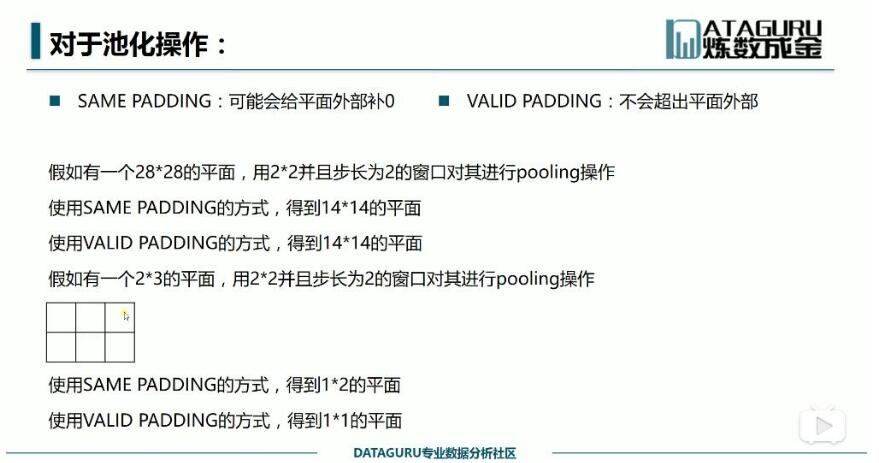 对于池化操作：
ATAGURU
炼数成金
■ SAME PADDING：可能会给平面外部补0
■ VALID PADDING：不会超出平面外部
假如有一个28*28的平面，用2*2并且步长为2的窗口对其进行pooling操作
使用SAME PADDING的方式，得到14*14的平面
使用VALID PADDING的方式，得到14*14的平面
假如有一个2*3的平面，用2*2并且步长为2的窗口对其进行pooling操作
使用SAME PADDING的方式，得到1*2的平面
使用VALID PADDING的方式，得到1*1的平面
DATAGURU专业数据分析社区